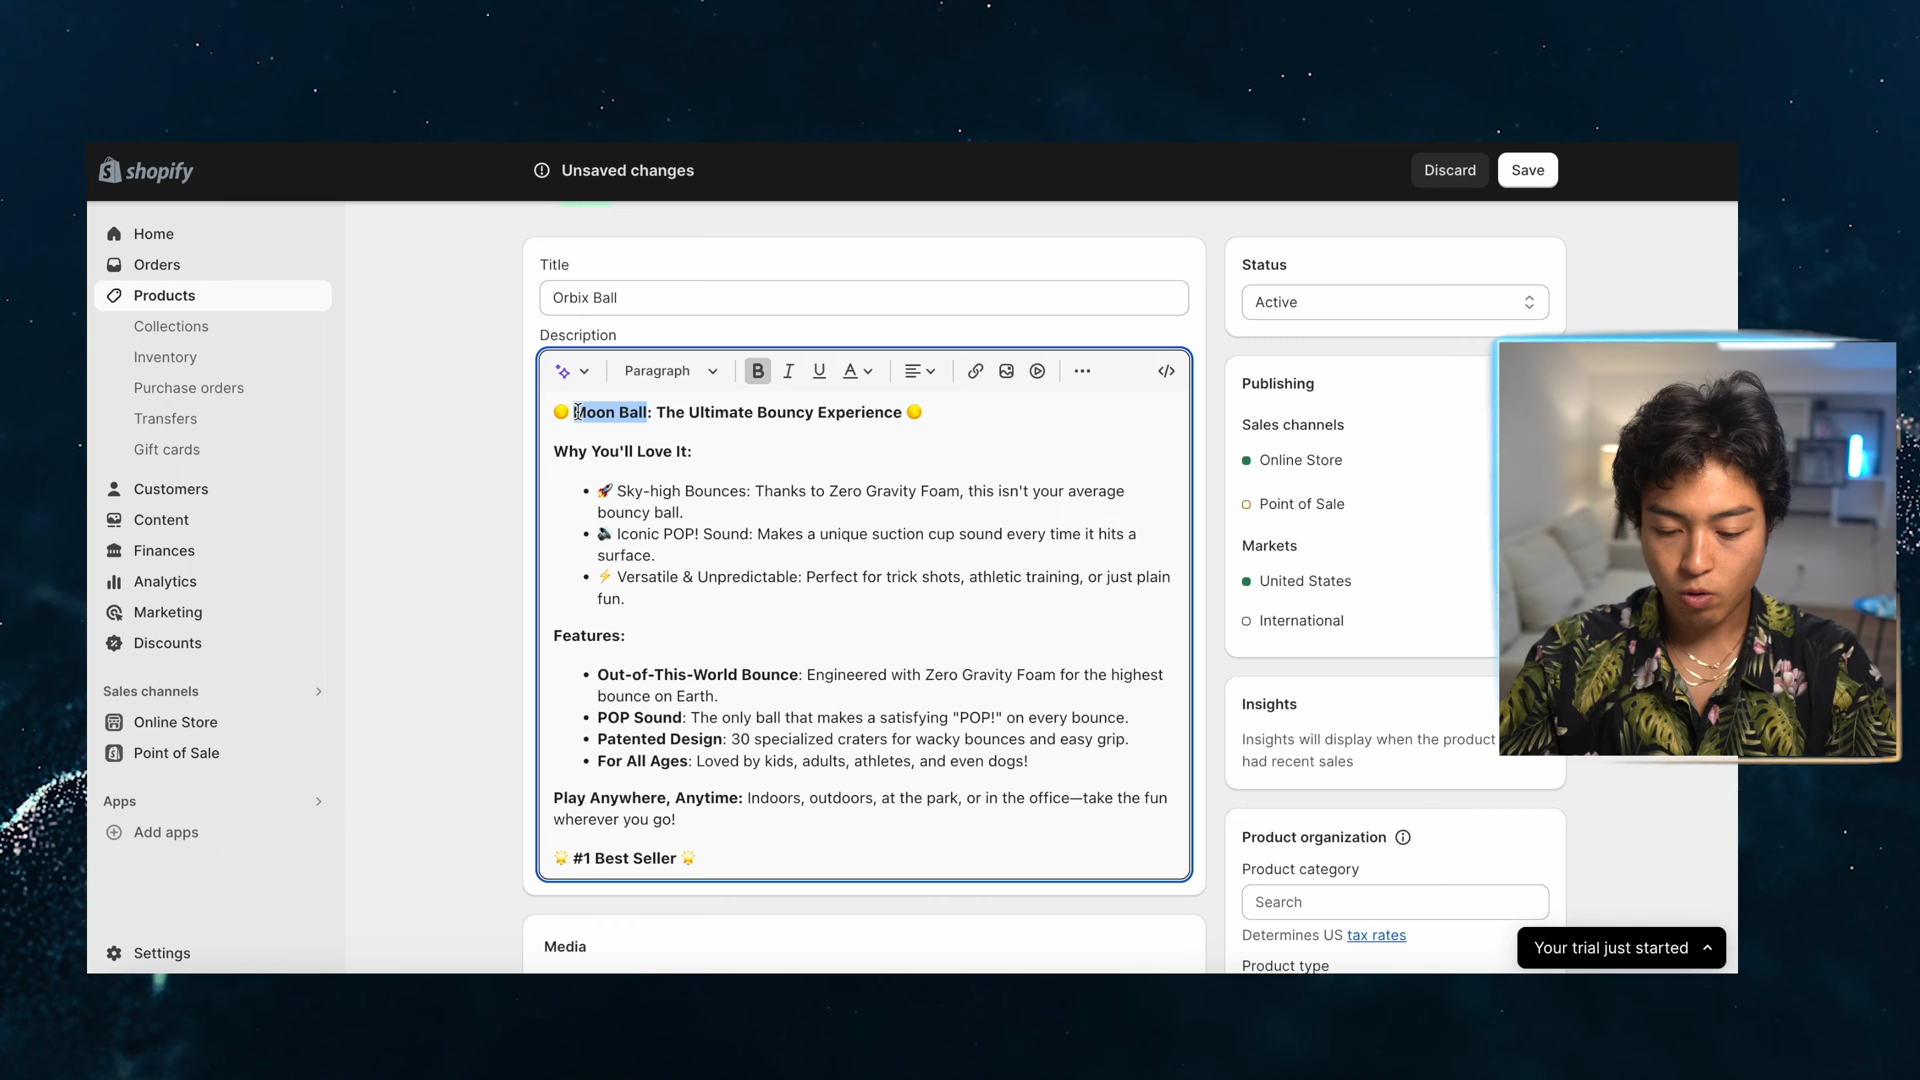 shopify
Unsaved changes
Discard
Save
Home
Orders
Products
Collections
Inventory
Purchase orders
Transfers
Gift cards
Customers
Content
Finances
Analytics
Marketing
Discounts
Sales channels
Online Store
Point of Sale
Apps
Add apps
Settings
Title
Orbix Ball
Description
Paragraph
B I U A
🟡 Moon Ball: The Ultimate Bouncy Experience 🟡
Why You'll Love It:
• 🚀 Sky-high Bounces: Thanks to Zero Gravity Foam, this isn't your average
bouncy ball.
• 🔊 Iconic POP! Sound: Makes a unique suction cup sound every time it hits a
surface.
• ⚡ Versatile & Unpredictable: Perfect for trick shots, athletic training, or just plain
fun.
Features:
• Out-of-This-World Bounce: Engineered with Zero Gravity Foam for the highest
bounce on Earth.
• POP Sound: The only ball that makes a satisfying "POP!" on every bounce.
• Patented Design: 30 specialized craters for wacky bounces and easy grip.
• For All Ages: Loved by kids, adults, athletes, and even dogs!
Play Anywhere, Anytime: Indoors, outdoors, at the park, or in the office—take the fun
wherever you go!
🌟 #1 Best Seller 🌟
Media
Status
Active
Publishing
Sales channels
Online Store
Point of Sale
Markets
United States
International
Insights
Insights will display when the product
had recent sales
Product organization
Product category
Search
Determines US tax rates
Product type
Your trial just started